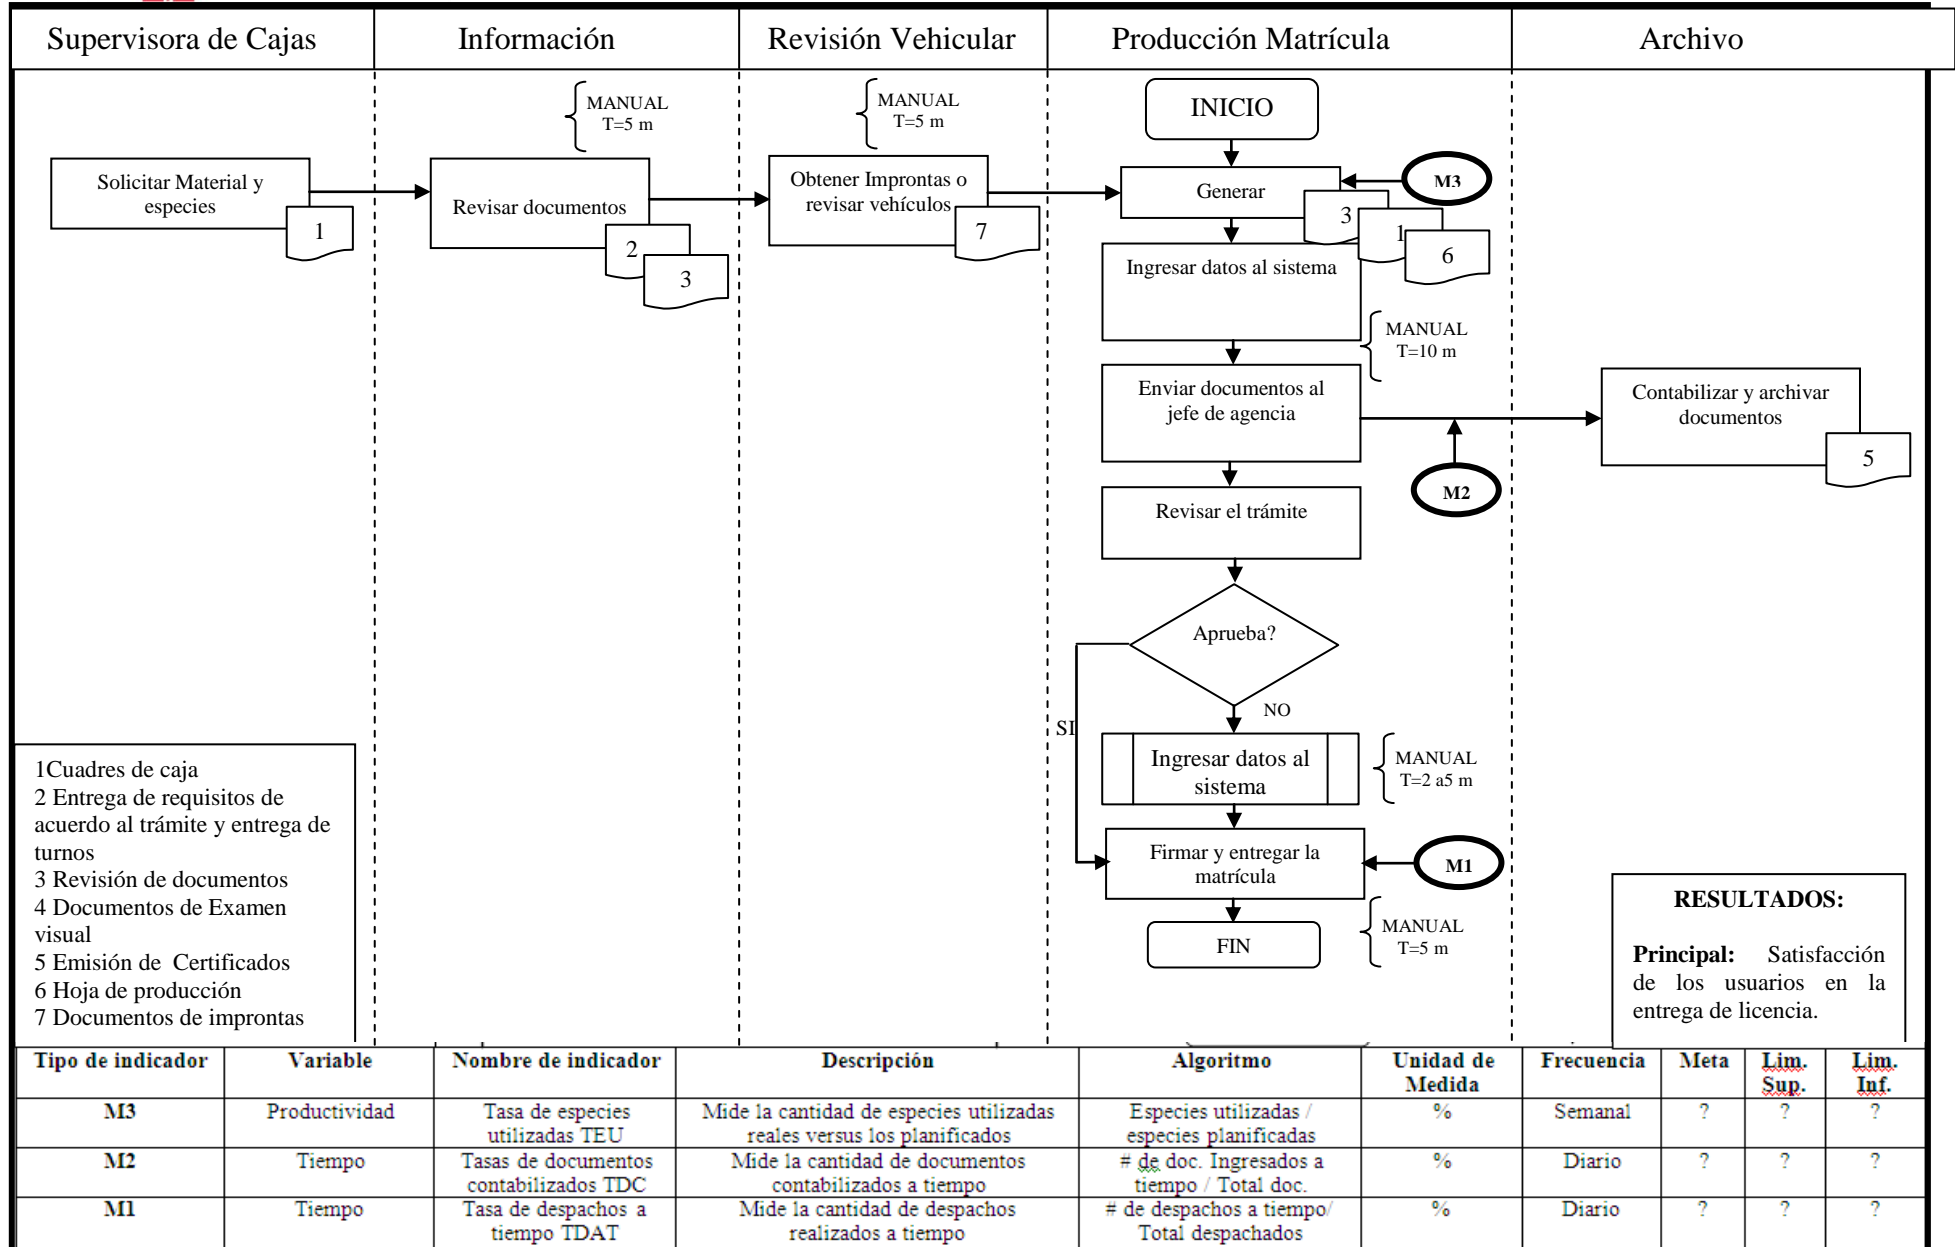 Supervisora de Cajas
Información
Revisión Vehicular
Producción Matrícula
Archivo
MANUAL
T=5 m
MANUAL
T=5 m
INICIO
Solicitar Material y
especies
1
Revisar documentos
2
3
Obtener Improntas o
revisar vehículos
7
Generar
M3
3
1
6
Ingresar datos al sistema
MANUAL
T=10 m
Enviar documentos al
jefe de agencia
Contabilizar y archivar
documentos
5
M2
Revisar el trámite
Aprueba?
SI
NO
Ingresar datos al
sistema
MANUAL
T=2 a5 m
Firmar y entregar la
matrícula
M1
FIN
MANUAL
T=5 m
1Cuadres de caja
2 Entrega de requisitos de
acuerdo al trámite y entrega de
turnos
3 Revisión de documentos
4 Documentos de Examen
visual
5 Emisión de  Certificados
6 Hoja de producción
7 Documentos de improntas
RESULTADOS:
Principal: Satisfacción
de los usuarios en la
entrega de licencia.
Tipo de indicador Variable Nombre de indicador Descripción Algoritmo Unidad de Frecuencia Meta Lim. Lim.
Medida Sup. Inf.
M3 Productividad Tasa de especies Mide la cantidad de especies utilizadas Especies utilizadas / % Semanal ? ? ?
utilizadas TEU reales versus los planificados especies planificadas
M2 Tiempo Tasas de documentos Mide la cantidad de documentos # de doc. Ingresados a % Diario ? ? ?
contabilizados TDC contabilizados a tiempo tiempo / Total doc.
M1 Tiempo Tasa de despachos a Mide la cantidad de despachos # de despachos a tiempo/ % Diario ? ? ?
tiempo TDAT realizados a tiempo Total despachados